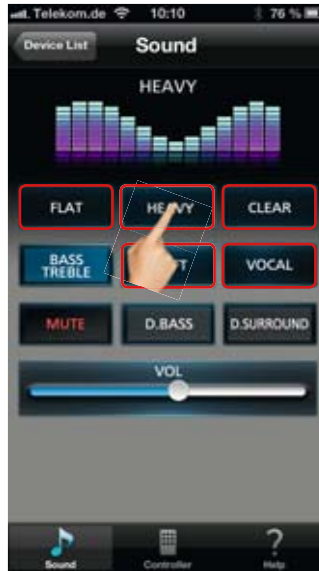 Telekom.de 10:10 76 %
Device List Sound
HEAVY
FLAT HEAVY CLEAR
BASS
TREBLE
VOCAL
MUTE D.BASS D.SURROUND
VOL
Sound Controller Help